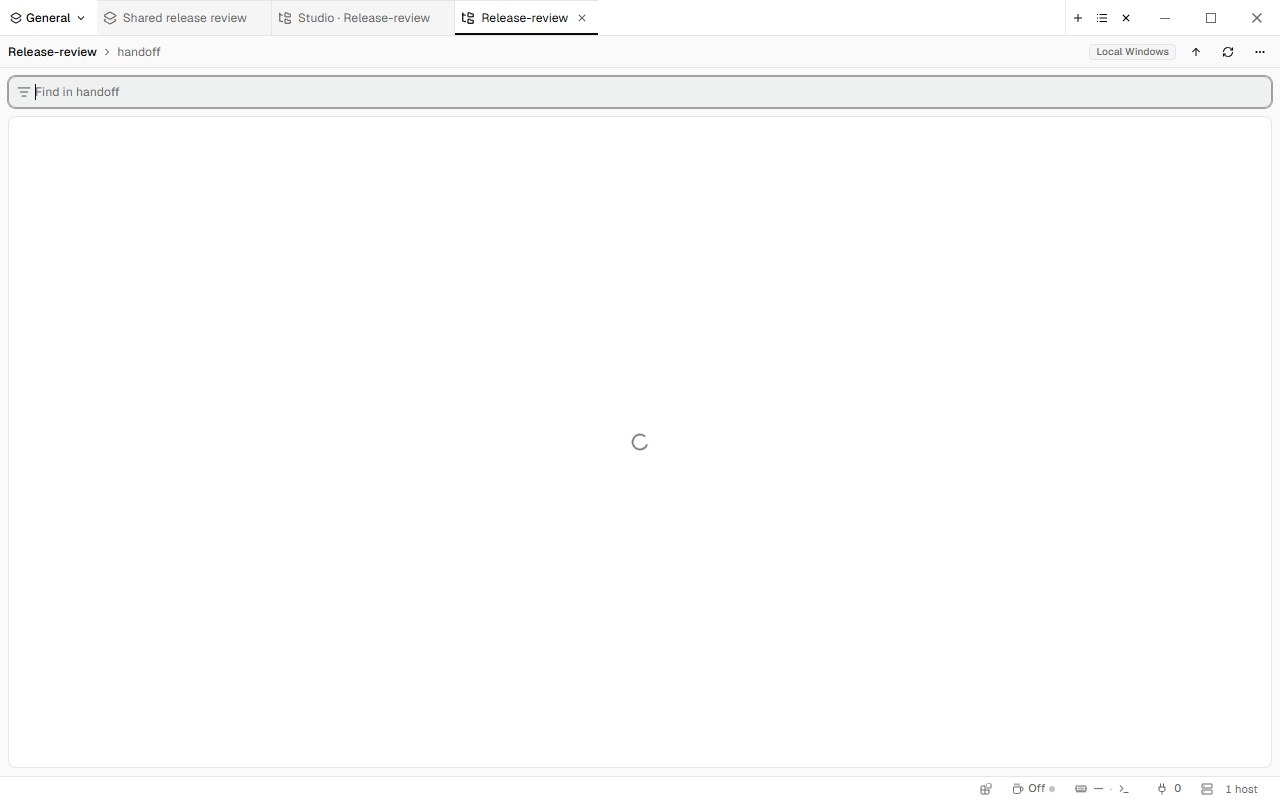 General
Shared release review
Studio · Release-review
Release-review
Release-review > handoff
Local Windows
Find in handoff
Off
0
1 host